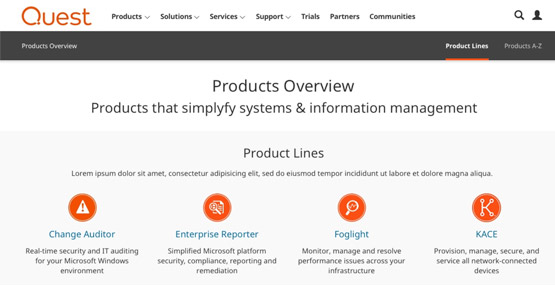 Quest Products Solutions Services Support Trials Partners Communities
Products Overview Product Lines Products A-Z
Products Overview
Products that simplyfy systems & information management
Product Lines
Lorem ipsum dolor sit amet, consectetur adipisicing elit, sed do eiusmod tempor incididunt ut labore et dolore magna aliqua.
Change Auditor
Real-time security and IT auditing
for your Microsoft Windows
environment
Enterprise Reporter
Simplified Microsoft platform
security, compliance, reporting and
remediation
Foglight
Monitor, manage and resolve
performance issues across your
infrastructure
KACE
Provision, manage, secure, and
service all network-connected
devices